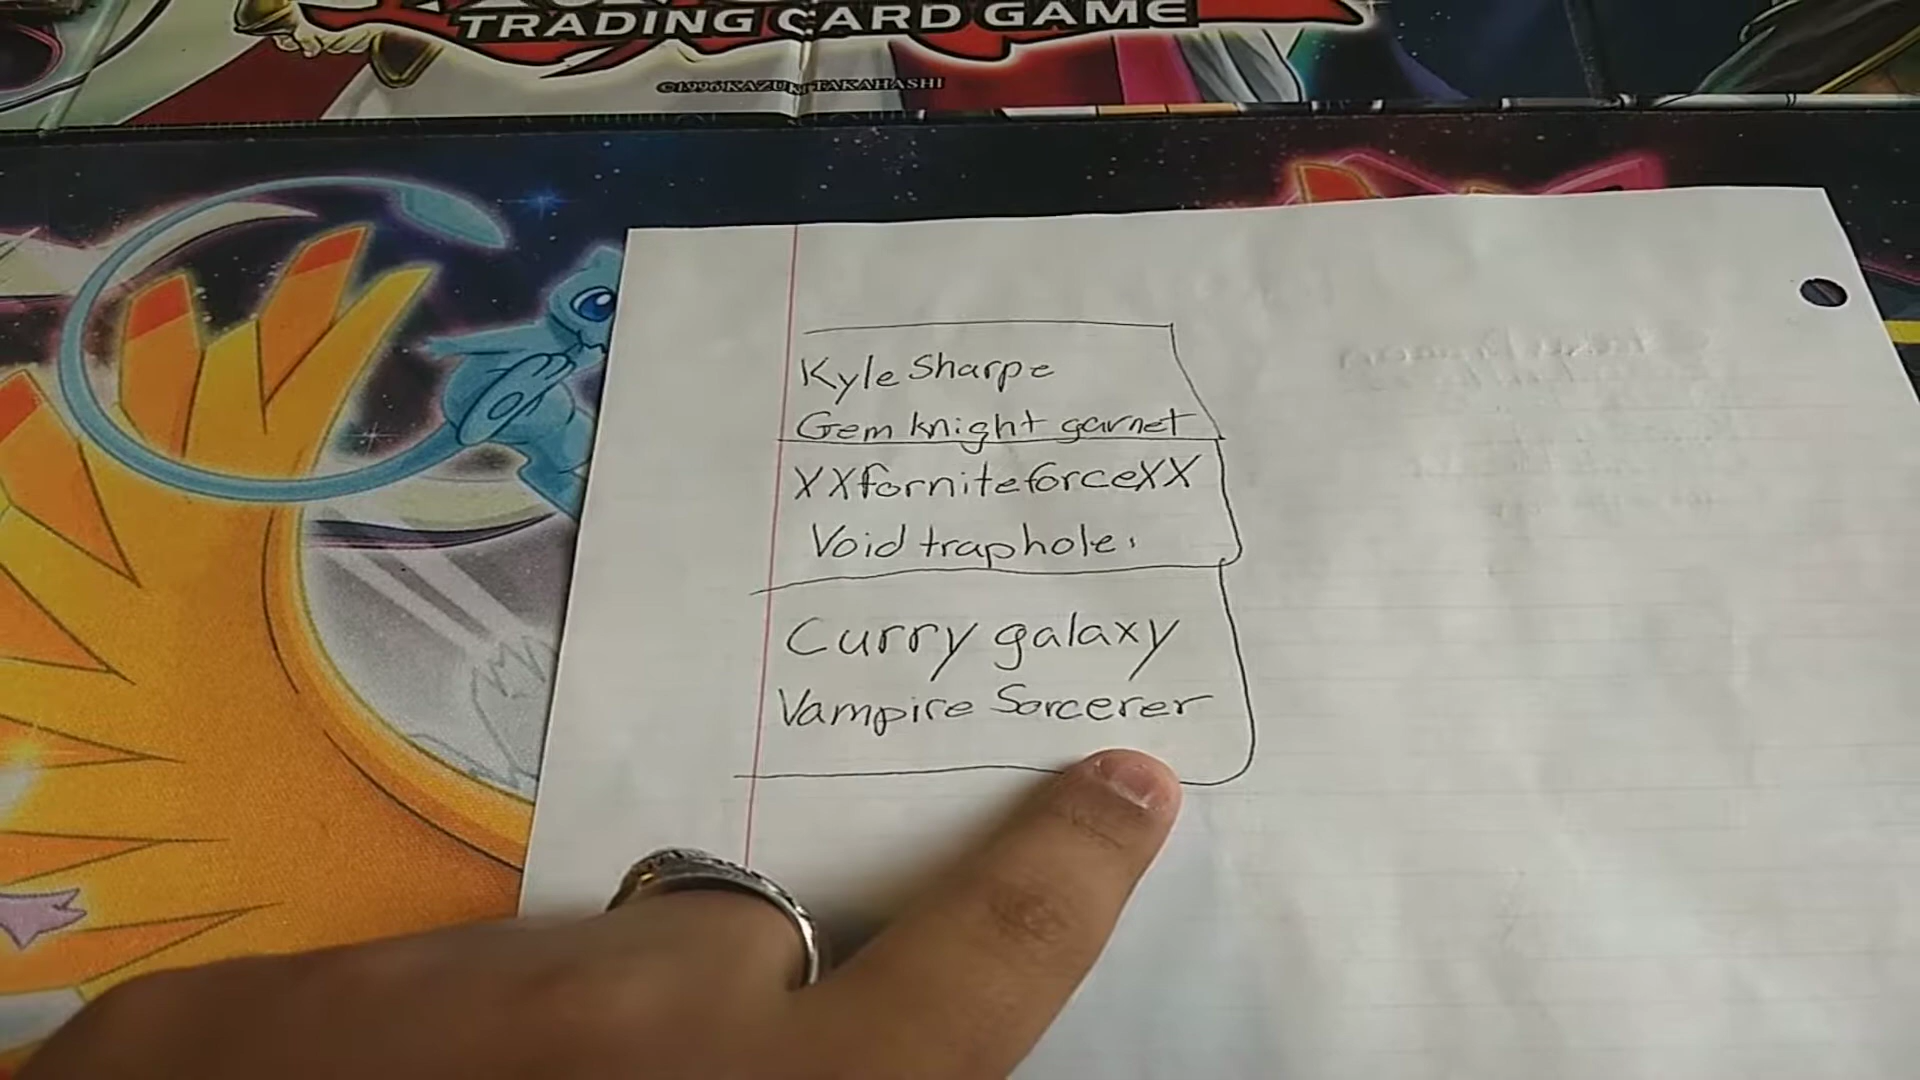 TRADING CARD GAME
©1996 KAZUKI TAKAHASHI
Kyle Sharpe
Gem knight garnet
XXforniteforceXX
Void traphole.
Curry galaxy
Vampire Sorcerer